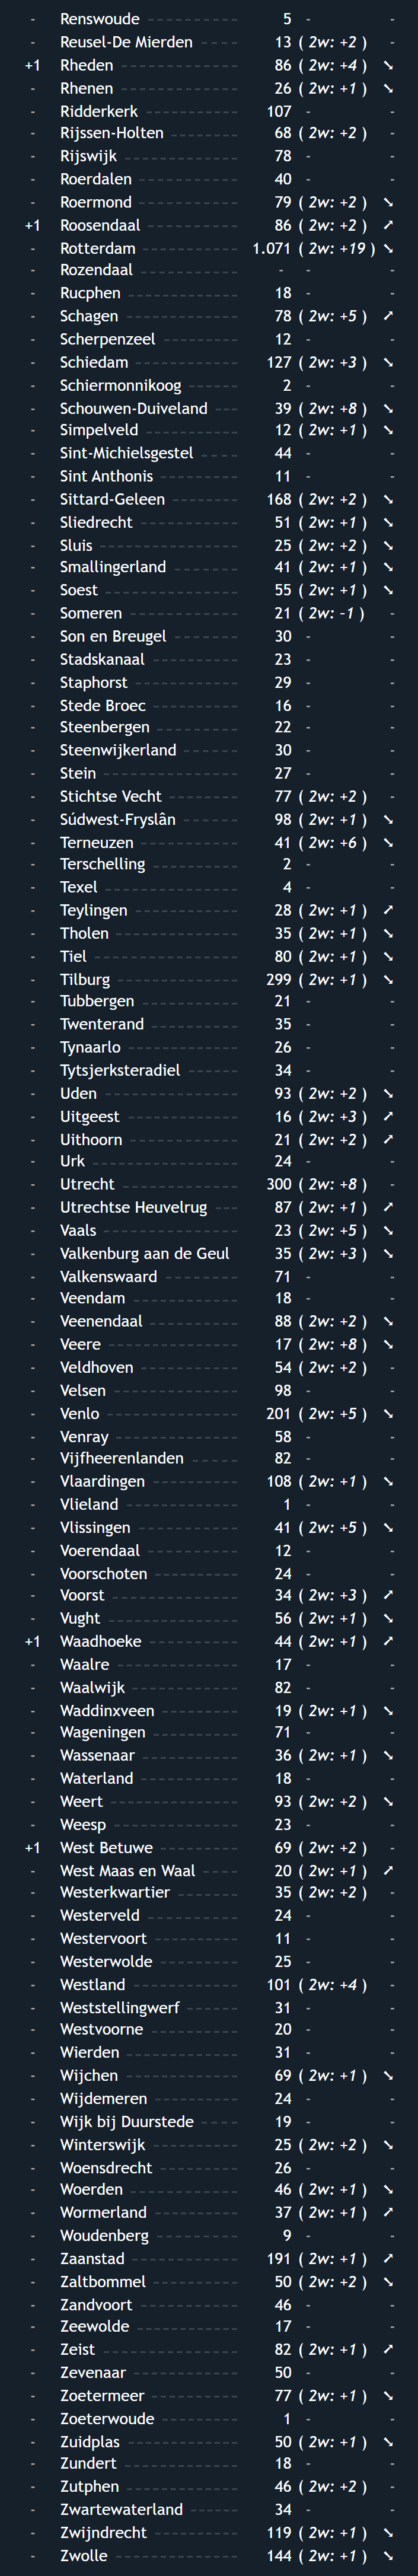 - Renswoude 5 - -
- Reusel-De Mierden 13 ( 2w: +2 ) -
+1 Rheden 86 ( 2w: +4 ) ➘
- Rhenen 26 ( 2w: +1 ) ➘
- Ridderkerk 107 - -
- Rijssen-Holten 68 ( 2w: +2 ) -
- Rijswijk 78 - -
- Roerdalen 40 - -
- Roermond 79 ( 2w: +2 ) ➘
+1 Roosendaal 86 ( 2w: +2 ) ➚
- Rotterdam 1.071 ( 2w: +19 ) ➘
- Rozendaal - - -
- Rucphen 18 - -
- Schagen 78 ( 2w: +5 ) ➚
- Scherpenzeel 12 - -
- Schiedam 127 ( 2w: +3 ) ➘
- Schiermonnikoog 2 - -
- Schouwen-Duiveland 39 ( 2w: +8 ) ➘
- Simpelveld 12 ( 2w: +1 ) ➘
- Sint-Michielsgestel 44 - -
- Sint Anthonis 11 - -
- Sittard-Geleen 168 ( 2w: +2 ) ➘
- Sliedrecht 51 ( 2w: +1 ) ➘
- Sluis 25 ( 2w: +2 ) ➘
- Smallingerland 41 ( 2w: +1 ) ➘
- Soest 55 ( 2w: +1 ) ➘
- Someren 21 ( 2w: -1 )
- Son en Breugel 30 - -
- Stadskanaal 23 - -
- Staphorst 29 - -
- Stede Broec 16 - -
- Steenbergen 22 - -
- Steenwijkerland 30 - -
- Stein 27 - -
- Stichtse Vecht 77 ( 2w: +2 ) -
- Súdwest-Fryslân 98 ( 2w: +1 ) ➘
- Terneuzen 41 ( 2w: +6 ) ➘
- Terschelling 2 - -
- Texel 4 - -
- Teylingen 28 ( 2w: +1 ) ➚
- Tholen 35 ( 2w: +1 ) ➘
- Tiel 80 ( 2w: +1 ) ➘
- Tilburg 299 ( 2w: +1 ) ➘
- Tubbergen 21 - -
- Twenterand 35 - -
- Tynaarlo 26 - -
- Tytsjerksteradiel 34 - -
- Uden 93 ( 2w: +2 ) ➘
- Uitgeest 16 ( 2w: +3 ) ➚
- Uithoorn 21 ( 2w: +2 ) ➚
- Urk 24 - -
- Utrecht 300 ( 2w: +8 ) -
- Utrechtse Heuvelrug 87 ( 2w: +1 ) ➚
- Vaals 23 ( 2w: +5 ) ➘
- Valkenburg aan de Geul 35 ( 2w: +3 ) ➘
- Valkenswaard 71 - -
- Veendam 18 - -
- Veenendaal 88 ( 2w: +2 ) ➘
- Veere 17 ( 2w: +8 ) ➘
- Veldhoven 54 ( 2w: +2 ) -
- Velsen 98 - -
- Venlo 201 ( 2w: +5 ) ➘
- Venray 58 - -
- Vijfheerenlanden 82 - -
- Vlaardingen 108 ( 2w: +1 ) ➘
- Vlieland 1 - -
- Vlissingen 41 ( 2w: +5 ) ➘
- Voerendaal 12 - -
- Voorschoten 24 - -
- Voorst 34 ( 2w: +3 ) ➚
- Vught 56 ( 2w: +1 ) ➘
+1 Waadhoeke 44 ( 2w: +1 ) ➚
- Waalre 17 - -
- Waalwijk 82 - -
- Waddinxveen 19 ( 2w: +1 ) ➘
- Wageningen 71 - -
- Wassenaar 36 ( 2w: +1 ) ➘
- Waterland 18 - -
- Weert 93 ( 2w: +2 ) ➘
- Weesp 23 - -
+1 West Betuwe 69 ( 2w: +2 ) -
- West Maas en Waal 20 ( 2w: +1 ) ➚
- Westerkwartier 35 ( 2w: +2 ) -
- Westerveld 24 - -
- Westervoort 11 - -
- Westerwolde 25 - -
- Westland 101 ( 2w: +4 ) -
- Weststellingwerf 31 - -
- Westvoorne 20 - -
- Wierden 31 - -
- Wijchen 69 ( 2w: +1 ) ➘
- Wijdemeren 24 - -
- Wijk bij Duurstede 19 - -
- Winterswijk 25 ( 2w: +2 ) ➘
- Woensdrecht 26 - -
- Woerden 46 ( 2w: +1 ) ➘
- Wormerland 37 ( 2w: +1 ) ➚
- Woudenberg 9 - -
- Zaanstad 191 ( 2w: +1 ) ➚
- Zaltbommel 50 ( 2w: +2 ) ➘
- Zandvoort 46 - -
- Zeewolde 17 - -
- Zeist 82 ( 2w: +1 ) ➚
- Zevenaar 50 - -
- Zoetermeer 77 ( 2w: +1 ) ➘
- Zoeterwoude 1 - -
- Zuidplas 50 ( 2w: +1 ) ➘
- Zundert 18 - -
- Zutphen 46 ( 2w: +2 ) -
- Zwartewaterland 34 - -
- Zwijndrecht 119 ( 2w: +1 ) ➘
- Zwolle 144 ( 2w: +1 ) ➘